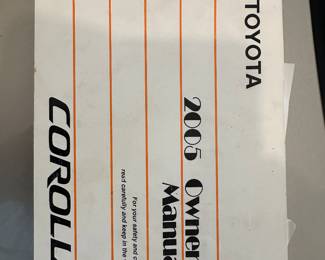 TOYOTA
2005 Owner
Manua
For your safety and c
read carefully and keep in the
COROLL